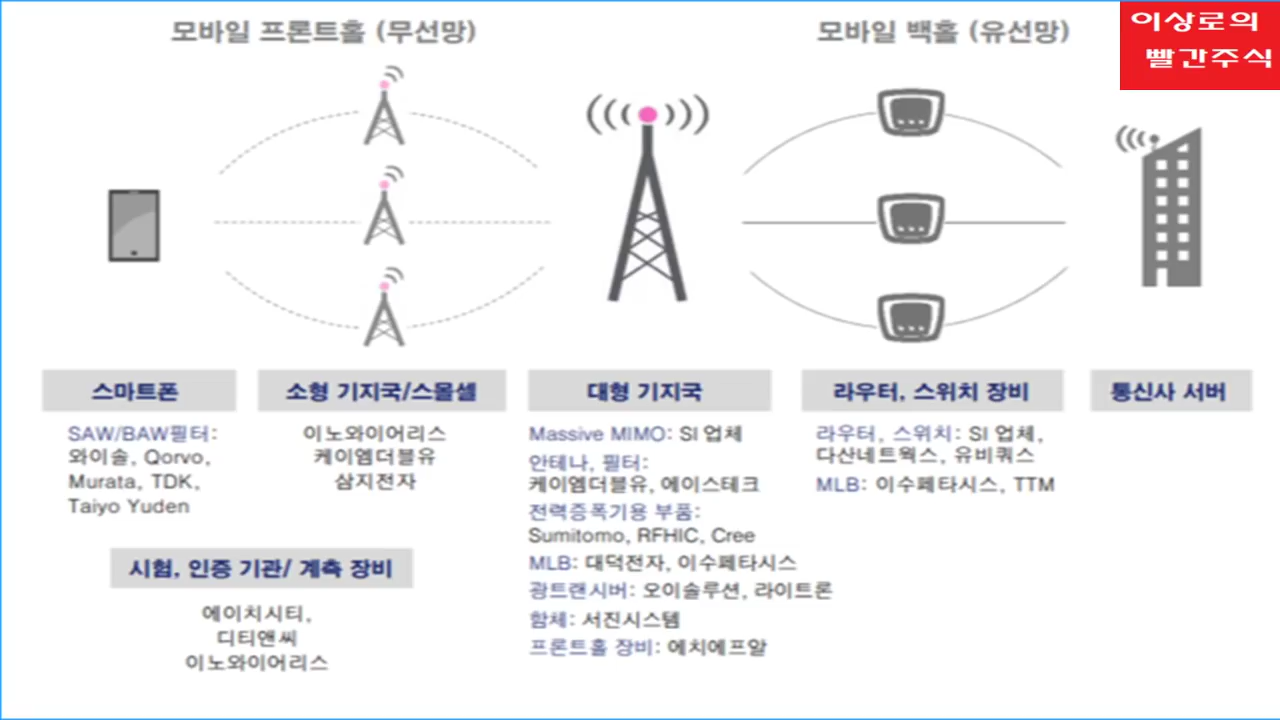 모바일 프론트홀 (무선망)
모바일 백홀 (유선망)
이상로의
빨간주식
스마트폰
SAW/BAW필터:
와이솔, Qorvo,
Murata, TDK,
Taiyo Yuden
소형 기지국/스몰셀
이노와이어리스
케이엠더블유
삼지전자
시험, 인증 기관/ 계측 장비
에이치시티,
디티앤씨
이노와이어리스
대형 기지국
Massive MIMO: SI 업체
안테나, 필터:
케이엠더블유, 에이스테크
전력증폭기용 부품:
Sumitomo, RFHIC, Cree
MLB: 대덕전자, 이수페타시스
광트랜시버: 오이솔루션, 라이트론
함체: 서진시스템
프론트홀 장비: 에치에프알
라우터, 스위치 장비
라우터, 스위치: SI 업체,
다산네트웍스, 유비쿼스
MLB: 이수페타시스, TTM
통신사 서버